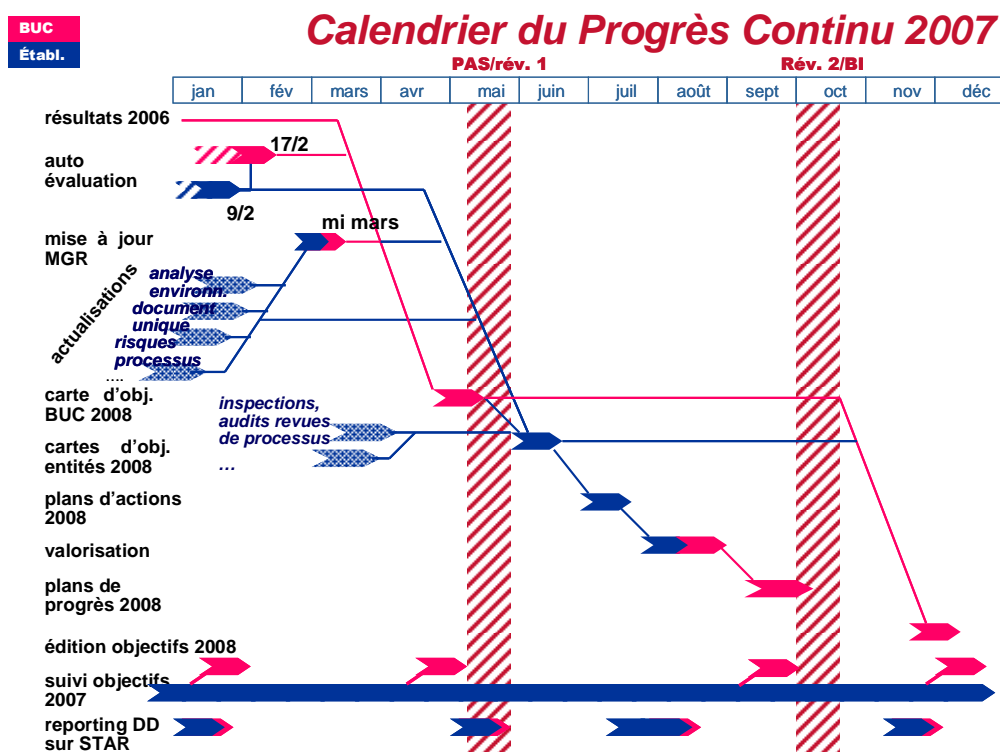 BUC
Établ.
Calendrier du Progrès Continu 2007
PAS/rév. 1
Rév. 2/BI
jan fév mars avr mai juin juil août sept oct nov déc
résultats 2006
17/2
auto
évaluation
9/2
mi mars
mise à jour
MGR
actualisations
analyse
environn.
document
unique
risques
processus
....
carte d'obj.
BUC 2008
inspections,
audits revues
de processus
...
cartes d'obj.
entités 2008
plans d'actions
2008
valorisation
plans de
progrès 2008
édition objectifs 2008
suivi objectifs
2007
reporting DD
sur STAR